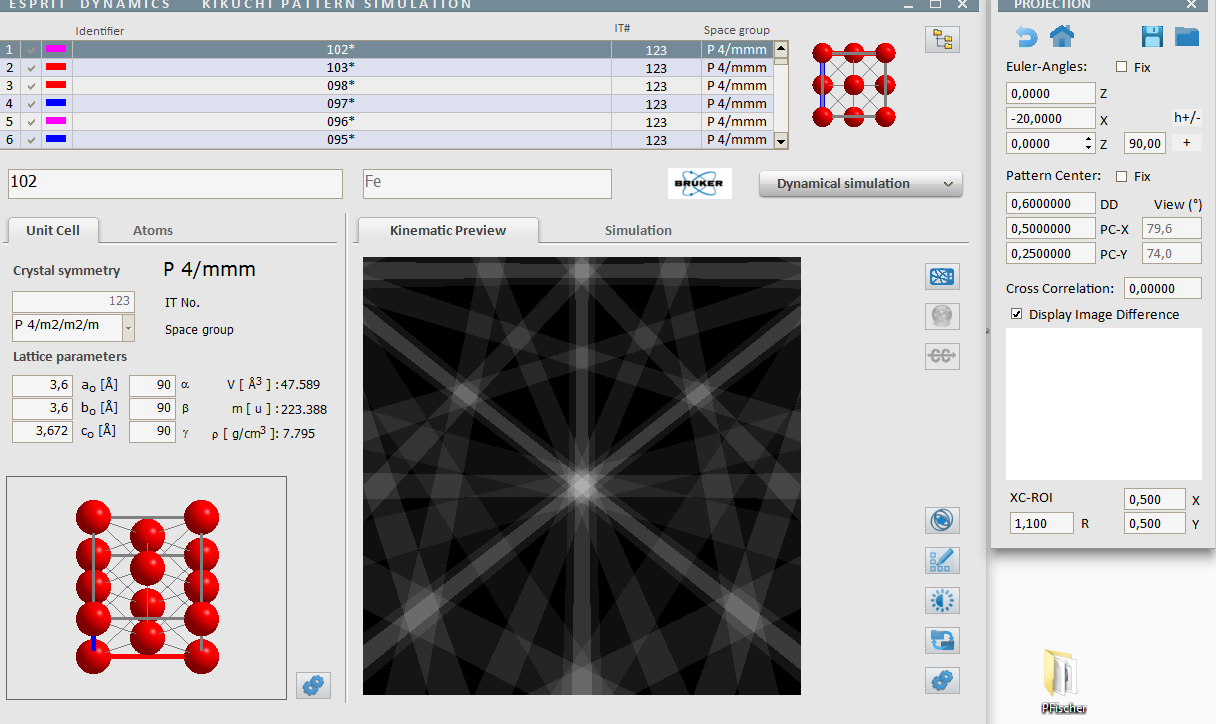 ESPRIT DYNAMICS KIKUCHI PATTERN SIMULATION
Identifier IT# Space group
1 102* 123 P 4/mmm
2 103* 123 P 4/mmm
3 098* 123 P 4/mmm
4 097* 123 P 4/mmm
5 096* 123 P 4/mmm
6 095* 123 P 4/mmm
102 Fe BRUKER Dynamical simulation
Unit Cell Atoms Kinematic Preview Simulation
Crystal symmetry P 4/mmm
123 IT No.
P 4/m2/m2/m Space group
Lattice parameters
3,6 ao [Å] 90 α V [ Å3 ] :47.589
3,6 bo [Å] 90 β m [ u ] :223.388
3,672 co [Å] 90 γ ρ [ g/cm3 ]: 7.795
CC
PROJECTION
Euler-Angles: Fix
0,0000 Z
-20,0000 X h+/-
0,0000 Z 90,00 +
Pattern Center: Fix
0,6000000 DD View (°)
0,5000000 PC-X 79,6
0,2500000 PC-Y 74,0
Cross Correlation: 0,00000
Display Image Difference
XC-ROI 0,500 X
1,100 R 0,500 Y
PFischer